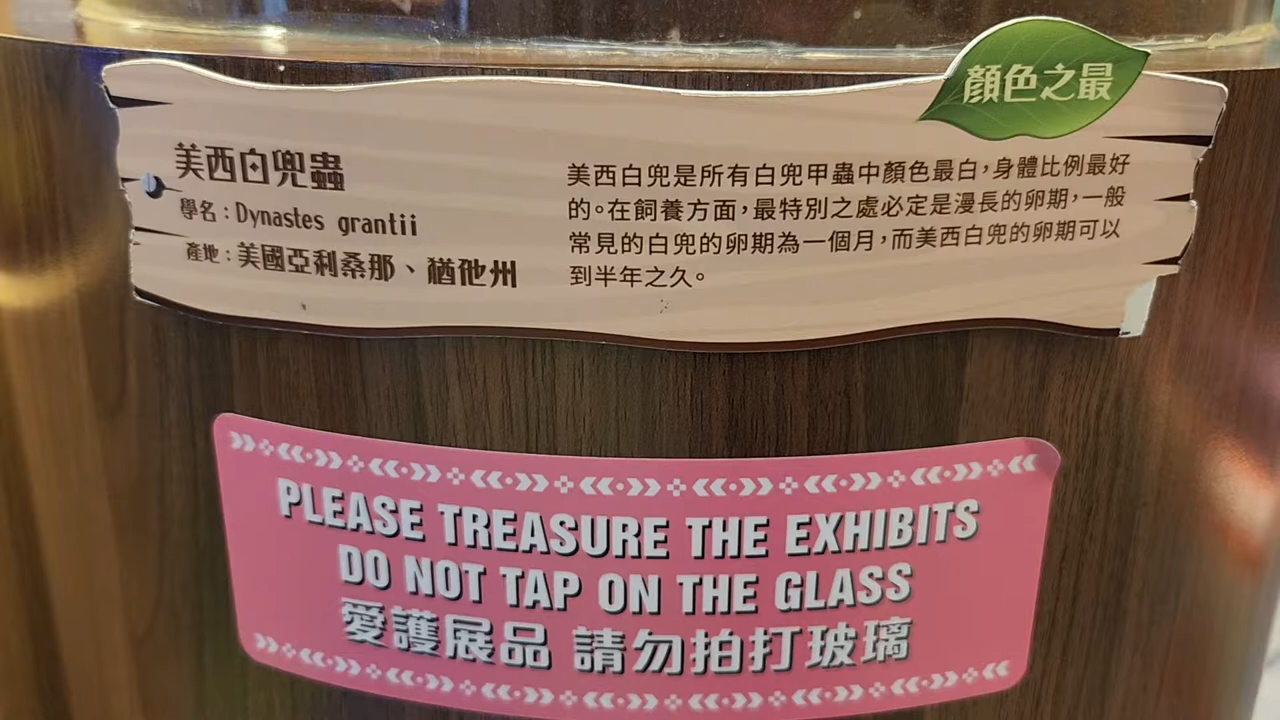 顏色之最
美西白兜蟲
學名：Dynastes grantii
產地：美國亞利桑那、猶他州
美西白兜是所有白兜甲蟲中顏色最白，身體比例最好
的。在飼養方面，最特別之處必定是漫長的卵期，一般
常見的白兜的卵期為一個月，而美西白兜的卵期可以
到半年之久。
PLEASE TREASURE THE EXHIBITS
DO NOT TAP ON THE GLASS
愛護展品 請勿拍打玻璃